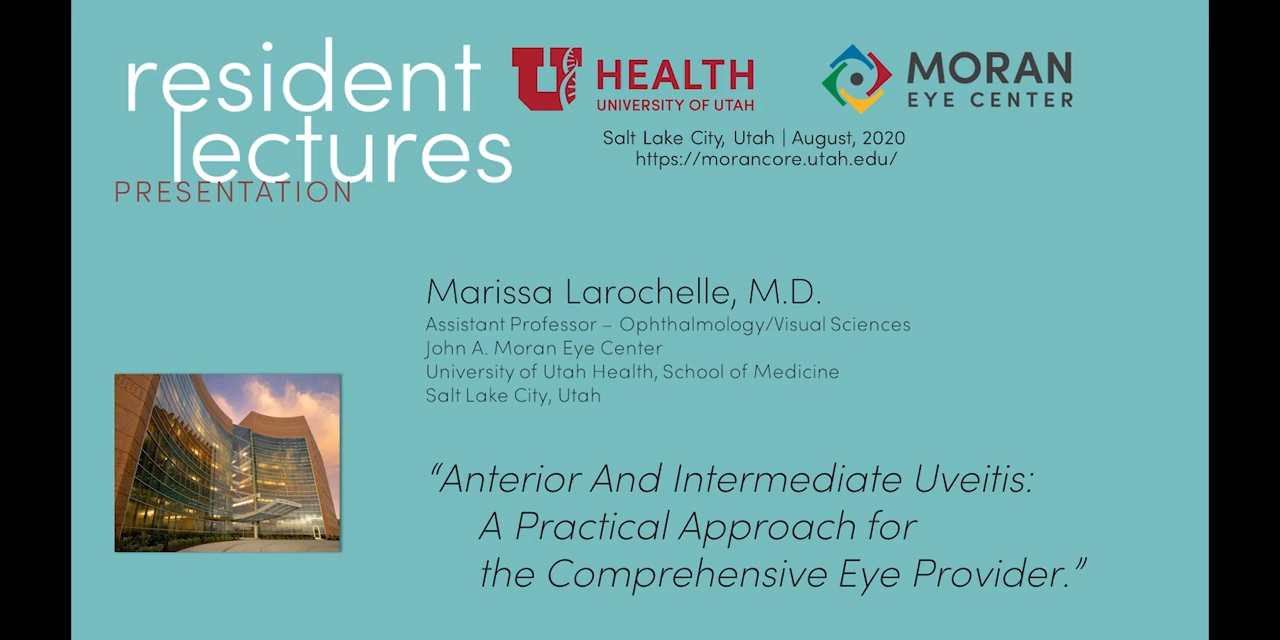 resident
lectures
PRESENTATION
U HEALTH
UNIVERSITY OF UTAH
MORAN
EYE CENTER
Salt Lake City, Utah | August, 2020
https://morancore.utah.edu/
Marissa Larochelle, M.D.
Assistant Professor – Ophthalmology/Visual Sciences
John A. Moran Eye Center
University of Utah Health, School of Medicine
Salt Lake City, Utah
“Anterior And Intermediate Uveitis:
A Practical Approach for
the Comprehensive Eye Provider.”